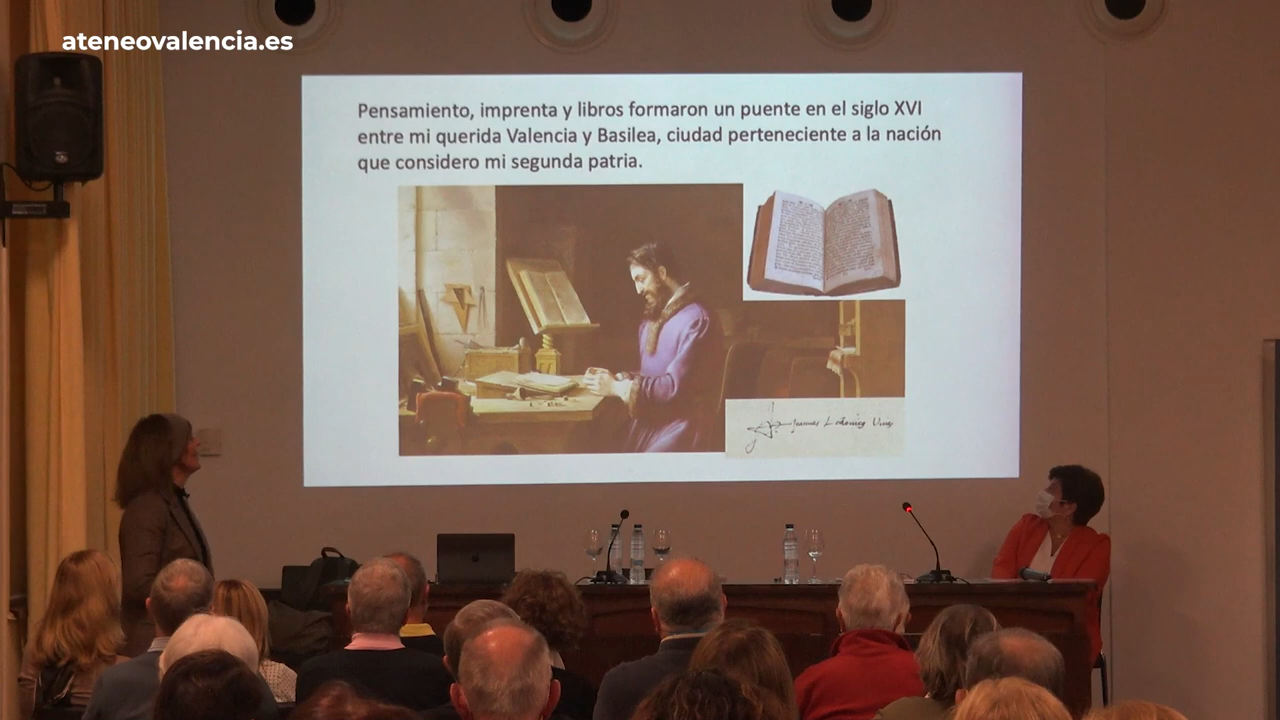 ateneovalencia.es
Pensamiento, imprenta y libros formaron un puente en el siglo XVI
entre mi querida Valencia y Basilea, ciudad perteneciente a la nación
que considero mi segunda patria.